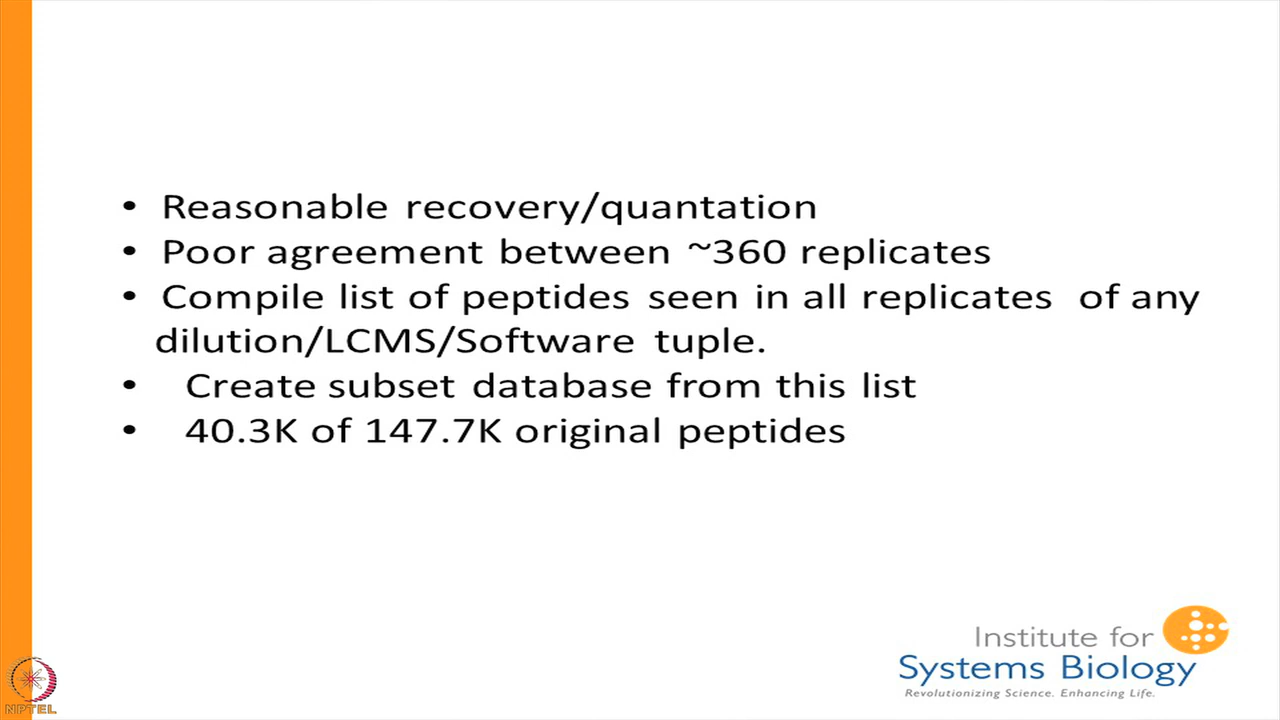 • Reasonable recovery/quantation
• Poor agreement between ~360 replicates
• Compile list of peptides seen in all replicates of any
dilution/LCMS/Software tuple.
• Create subset database from this list
• 40.3K of 147.7K original peptides
Institute for
Systems Biology
Revolutionizing Science. Enhancing Life.
NPTEL